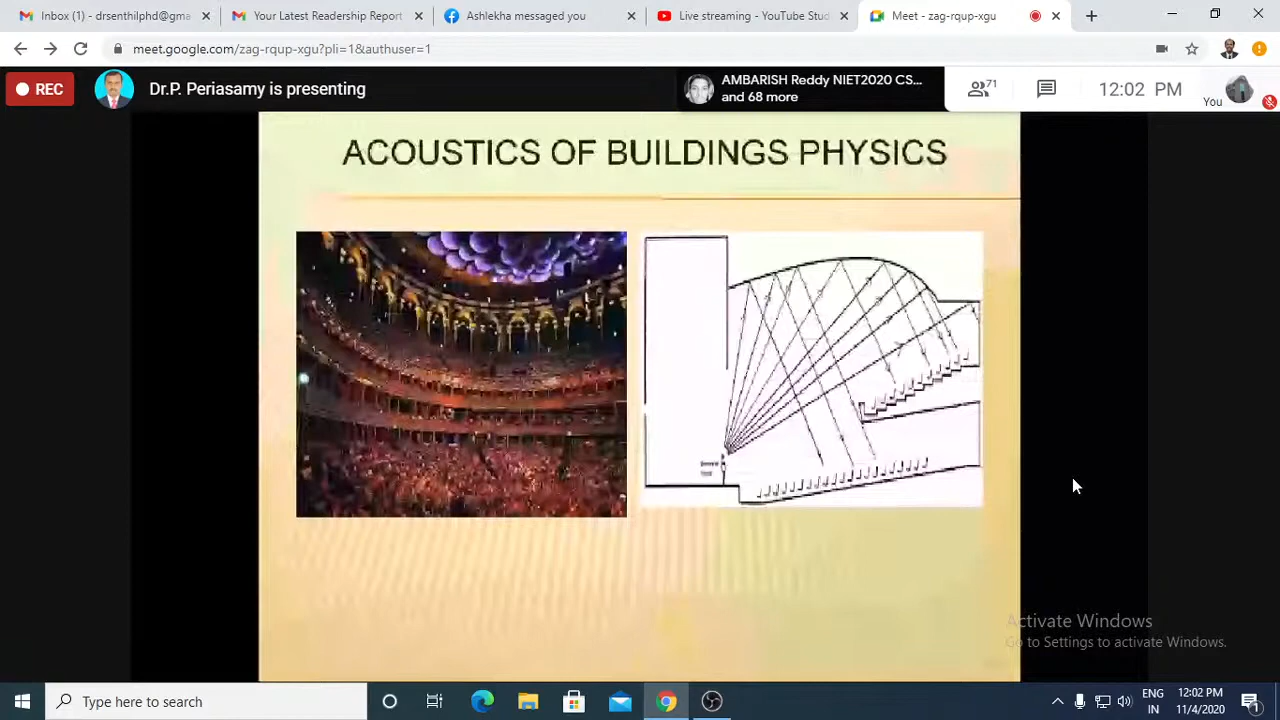 Inbox (1) - drsenthilphd@gma
Your Latest Readership Report
Ashlekha messaged you
Live streaming - YouTube Stud
Meet - zag-rqup-xgu
meet.google.com/zag-rqup-xgu?pli=1&authuser=1
REC
Dr.P. Periasamy is presenting
AMBARISH Reddy NIET2020 CS...
and 68 more
71
12:02 PM
You
ACOUSTICS OF BUILDINGS PHYSICS
Activate Windows
Go to Settings to activate Windows.
Type here to search
ENG
IN
12:02 PM
11/4/2020
1